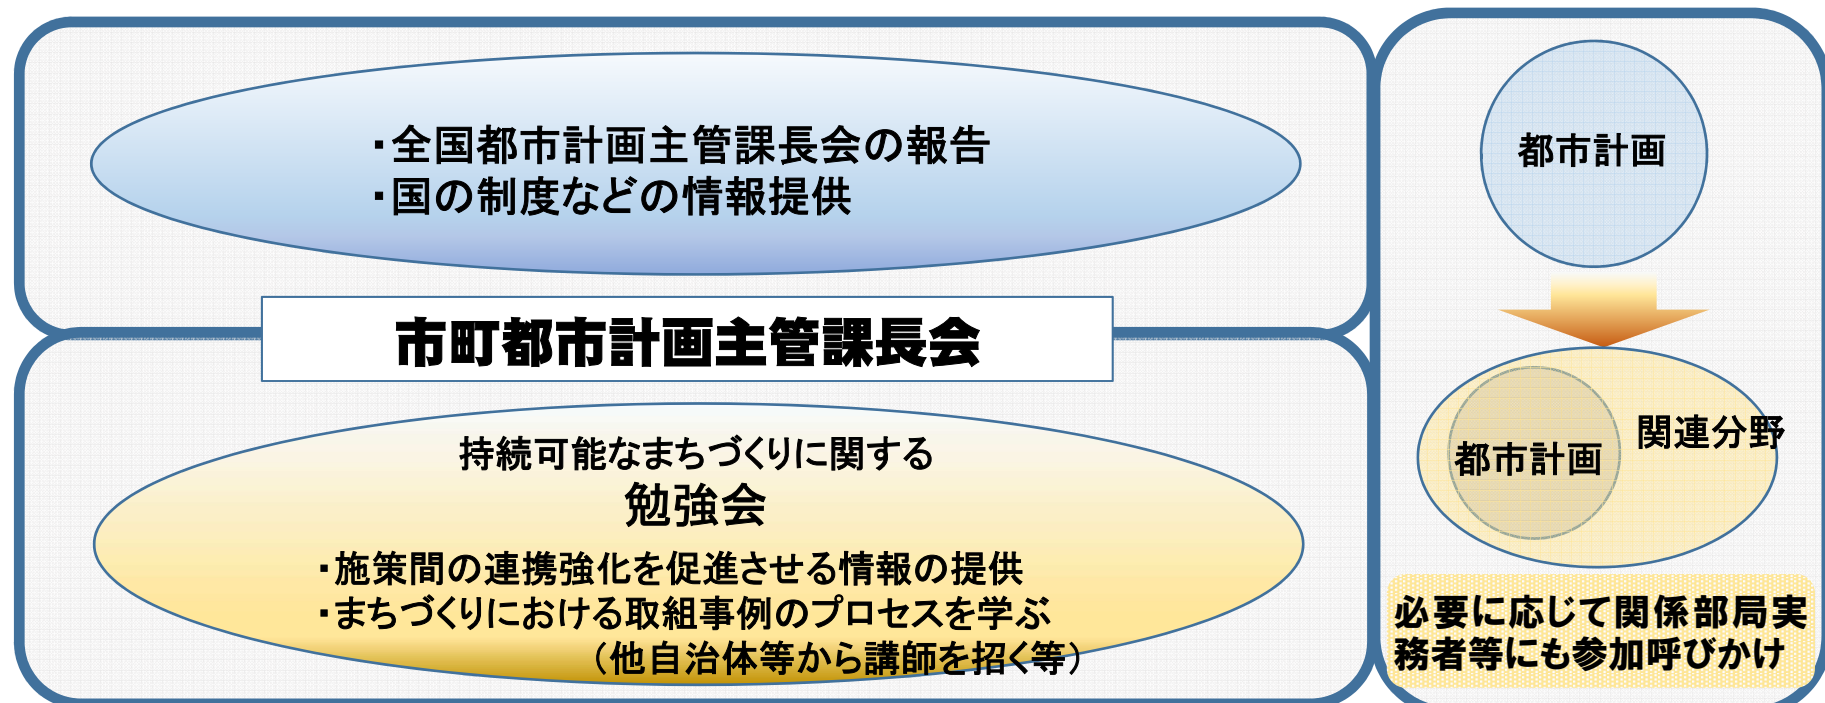 ・全国都市計画主管課長会の報告
・国の制度などの情報提供
市町都市計画主管課長会
持続可能なまちづくりに関する
勉強会
・施策間の連携強化を促進させる情報の提供
・まちづくりにおける取組事例のプロセスを学ぶ
（他自治体等から講師を招く等）
都市計画
都市計画
関連分野
必要に応じて関係部局実
務者等にも参加呼びかけ